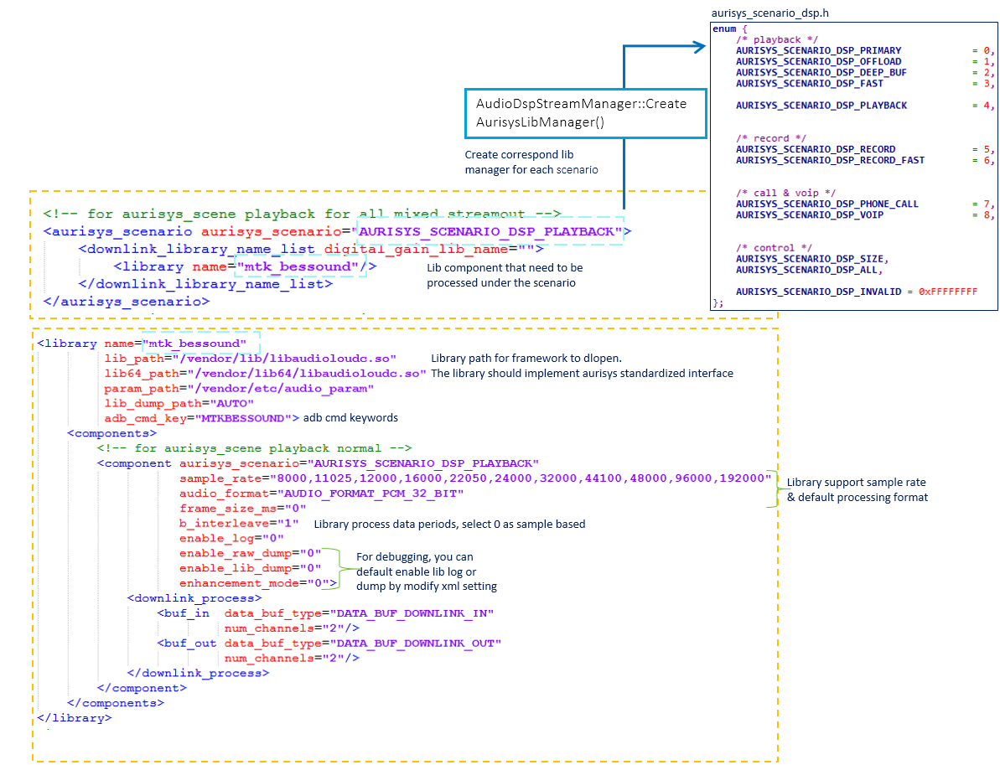 aurisys_scenario_dsp.h
enum {
/* playback */
AURISYS_SCENARIO_DSP_PRIMARY = 0,
AURISYS_SCENARIO_DSP_OFFLOAD = 1,
AURISYS_SCENARIO_DSP_DEEP_BUF = 2,
AURISYS_SCENARIO_DSP_FAST = 3,
AURISYS_SCENARIO_DSP_PLAYBACK = 4,
/* record */
AURISYS_SCENARIO_DSP_RECORD = 5,
AURISYS_SCENARIO_DSP_RECORD_FAST = 6,
/* call & voip */
AURISYS_SCENARIO_DSP_PHONE_CALL = 7,
AURISYS_SCENARIO_DSP_VOIP = 8,
/* control */
AURISYS_SCENARIO_DSP_SIZE,
AURISYS_SCENARIO_DSP_ALL,
AURISYS_SCENARIO_DSP_INVALID = 0xFFFFFFFF
};
AudioDspStreamManager::Create
AurisysLibManager()
Create correspond lib
manager for each scenario
<!-- for aurisys_scene playback for all mixed streamout -->
<aurisys_scenario aurisys_scenario="AURISYS_SCENARIO_DSP_PLAYBACK">
<downlink_library_name_list digital_gain_lib_name="">
<library name="mtk_bessound"/>
</downlink_library_name_list>
</aurisys_scenario>
Lib component that need to be
processed under the scenario
<library name="mtk_bessound"
lib_path="/vendor/lib/libaudioloudc.so" Library path for framework to dlopen.
lib64_path="/vendor/lib64/libaudioloudc.so" The library should implement aurisys standardized interface
param_path="/vendor/etc/audio_param"
lib_dump_path="AUTO"
adb_cmd_key="MTKBESSOUND"> adb cmd keywords
<components>
<!-- for aurisys_scene playback normal -->
<component aurisys_scenario="AURISYS_SCENARIO_DSP_PLAYBACK"
sample_rate="8000,11025,12000,16000,22050,24000,32000,44100,48000,96000,192000"
audio_format="AUDIO_FORMAT_PCM_32_BIT"
Library support sample rate
& default processing format
frame_size_ms="0"
b_interleave="1" Library process data periods, select 0 as sample based
enable_log="0"
enable_raw_dump="0"
enable_lib_dump="0"
enhancement_mode="0">
For debugging, you can
default enable lib log or
dump by modify xml setting
<downlink_process>
<buf_in data_buf_type="DATA_BUF_DOWNLINK_IN"
num_channels="2"/>
<buf_out data_buf_type="DATA_BUF_DOWNLINK_OUT"
num_channels="2"/>
</downlink_process>
</component>
</components>
</library>